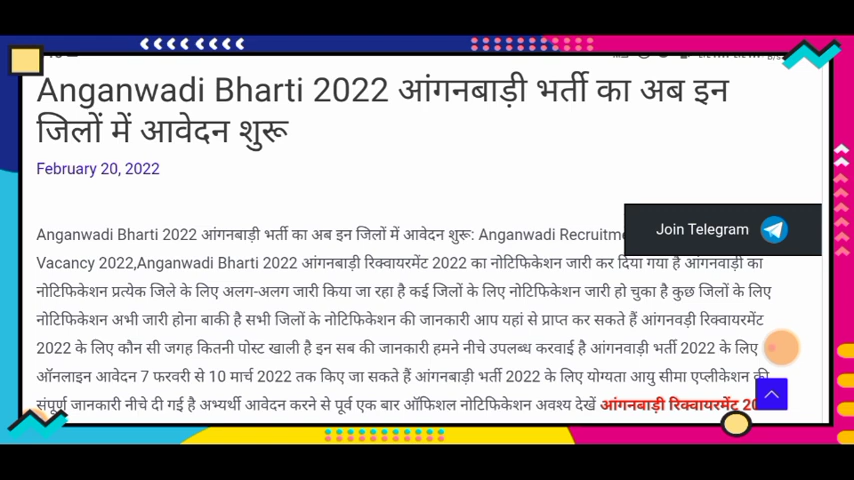 Anganwadi Bharti 2022 आंगनबाड़ी भर्ती का अब इन
जिलों में आवेदन शुरू
February 20, 2022
Anganwadi Bharti 2022 आंगनबाड़ी भर्ती का अब इन जिलों में आवेदन शुरू: Anganwadi
Join Telegram
Vacancy 2022,Anganwadi Bharti 2022 आंगनबाड़ी रिक्वायरमेंट 2022 का नोटिफिकेशन जारी कर दिया गया है आंगनवाड़ी का
नोटिफिकेशन प्रत्येक जिले के लिए अलग-अलग जारी किया जा रहा है कई जिलों के लिए नोटिफिकेशन जारी हो चुका है कुछ जिलों के लिए
नोटिफिकेशन अभी जारी होना बाकी है सभी जिलों के नोटिफिकेशन की जानकारी आप यहां से प्राप्त कर सकते हैं आंगनवड़ी रिक्वायरमेंट
2022 के लिए कौन सी जगह कितनी पोस्ट खाली है इन सब की जानकारी हमने नीचे उपलब्ध करवाई है आंगनवाड़ी भर्ती 2022 के लिए
ऑनलाइन आवेदन 7 फरवरी से 10 मार्च 2022 तक किए जा सकते हैं आंगनबाड़ी भर्ती 2022 के लिए योग्यता आयु सीमा एप्लीकेशन की
संपूर्ण जानकारी नीचे दी गई है अभ्यर्थी आवेदन करने से पूर्व एक बार ऑफिशल नोटिफिकेशन अवश्य देखें आंगनबाड़ी रिक्वायरमेंट